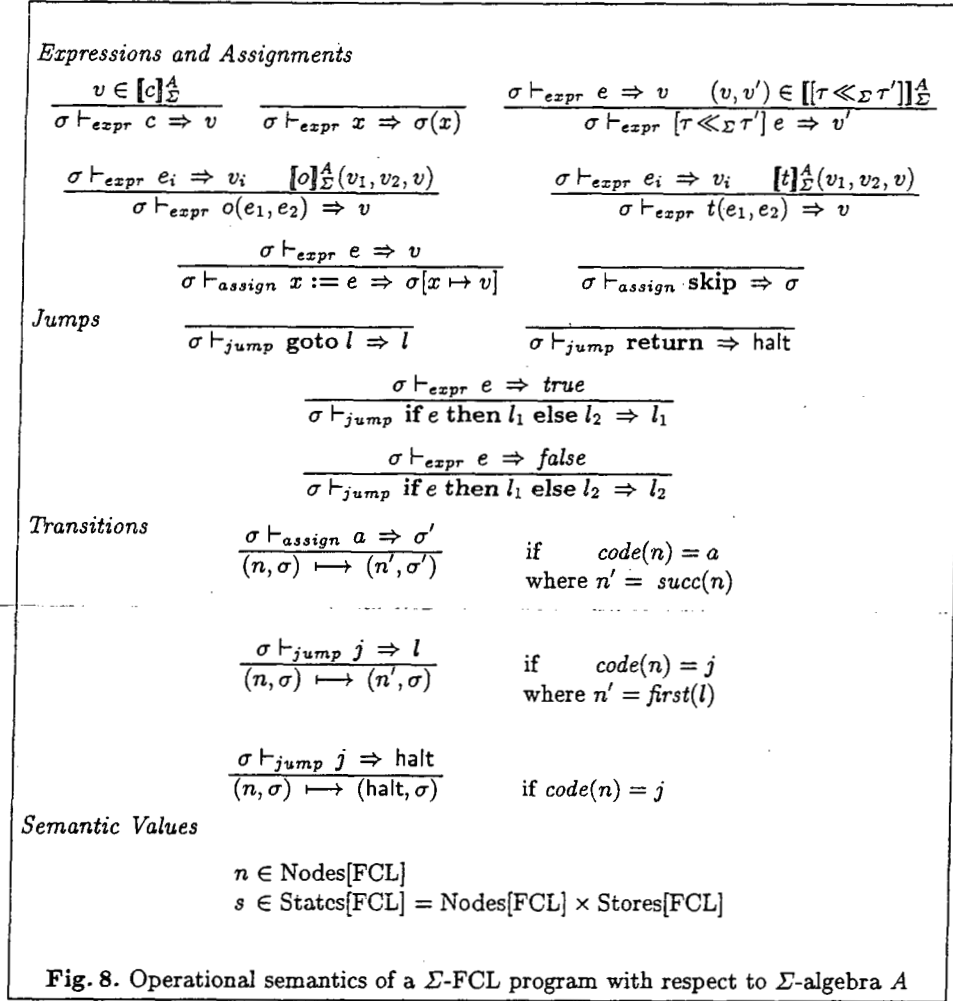 Expressions and Assignments
v ∈ ⟦c⟧^A_Σ
σ ⊢expr c ⇒ v
σ ⊢expr x ⇒ σ(x)
σ ⊢expr e ⇒ v (v, v′) ∈ ⟦[τ ≪Σ τ′]⟧^A_Σ
σ ⊢expr [τ ≪Σ τ′] e ⇒ v′
σ ⊢expr e_i ⇒ v_i ⟦o⟧^A_Σ(v₁, v₂, v)
σ ⊢expr o(e₁, e₂) ⇒ v
σ ⊢expr e_i ⇒ v_i ⟦t⟧^A_Σ(v₁, v₂, v)
σ ⊢expr t(e₁, e₂) ⇒ v
σ ⊢expr e ⇒ v
σ ⊢assign x := e ⇒ σ[x ↦ v]
σ ⊢assign skip ⇒ σ
Jumps
σ ⊢jump goto l ⇒ l
σ ⊢jump return ⇒ halt
σ ⊢expr e ⇒ true
σ ⊢jump if e then l₁ else l₂ ⇒ l₁
σ ⊢expr e ⇒ false
σ ⊢jump if e then l₁ else l₂ ⇒ l₂
Transitions
σ ⊢assign a ⇒ σ′
(n, σ) ⟼ (n′, σ′)
if code(n) = a
where n′ = succ(n)
σ ⊢jump j ⇒ l
(n, σ) ⟼ (n′, σ)
if code(n) = j
where n′ = first(l)
σ ⊢jump j ⇒ halt
(n, σ) ⟼ (halt, σ)
if code(n) = j
Semantic Values
n ∈ Nodes[FCL]
s ∈ States[FCL] = Nodes[FCL] × Stores[FCL]
Fig. 8. Operational semantics of a Σ-FCL program with respect to Σ-algebra A